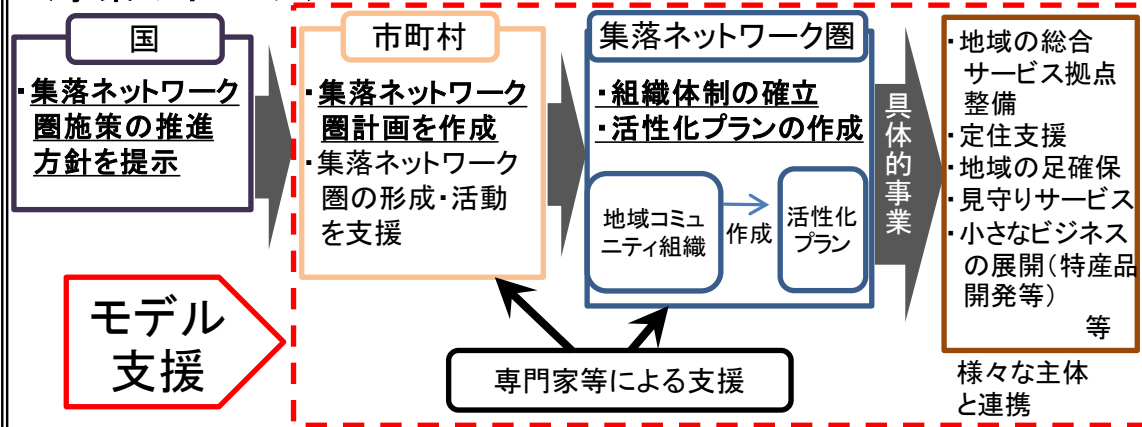 国
・集落ネットワーク
圏施策の推進
方針を提示
市町村
・集落ネットワーク
圏計画を作成
・集落ネットワーク
圏の形成・活動
を支援
集落ネットワーク圏
・組織体制の確立
・活性化プランの作成
地域コミュ
ニティ組織
作成
活性化
プラン
具体的事業
・地域の総合
サービス拠点
整備
・定住支援
・地域の足確保
・見守りサービス
・小さなビジネス
の展開(特産品
開発等)
等
様々な主体
と連携
モデル
支援
専門家等による支援